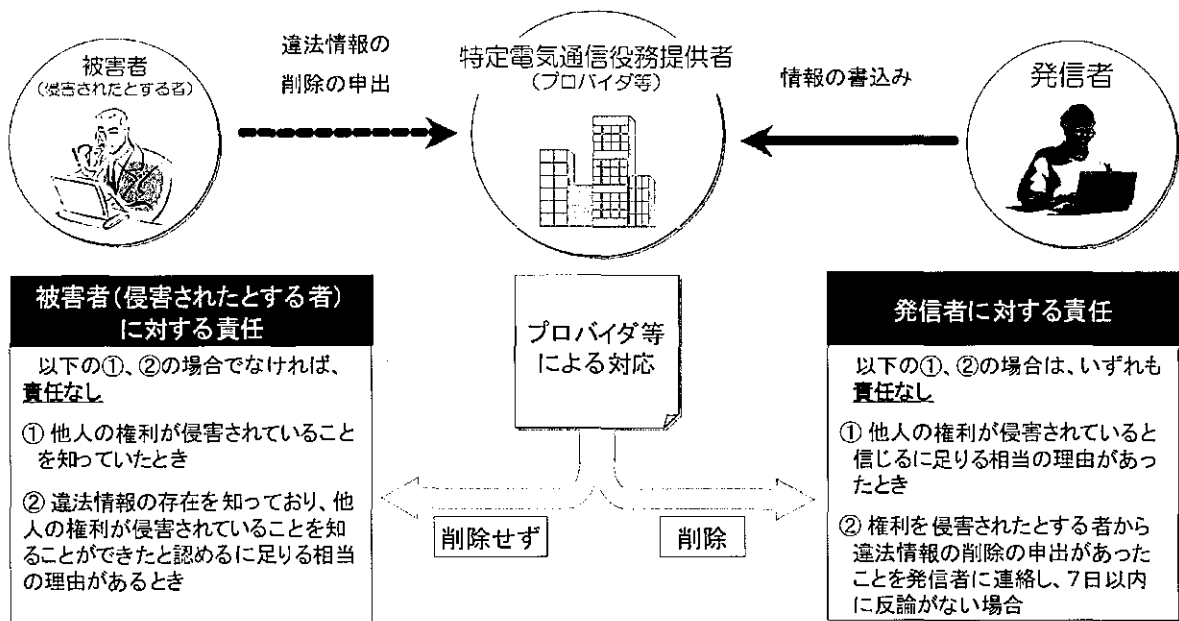 被害者
(侵害されたとする者)
違法情報の
削除の申出
特定電気通信役務提供者
(プロバイダ等)
情報の書込み
発信者
被害者(侵害されたとする者)
に対する責任
以下の①、②の場合でなければ、
責任なし
① 他人の権利が侵害されていること
を知っていたとき
② 違法情報の存在を知っており、他
人の権利が侵害されていることを知
ることができたと認めるに足りる相当
の理由があるとき
プロバイダ等
による対応
削除せず
削除
発信者に対する責任
以下の①、②の場合は、いずれも
責任なし
① 他人の権利が侵害されていると
信じるに足りる相当の理由があっ
たとき
② 権利を侵害されたとする者から
違法情報の削除の申出があった
ことを発信者に連絡し、7日以内
に反論がない場合